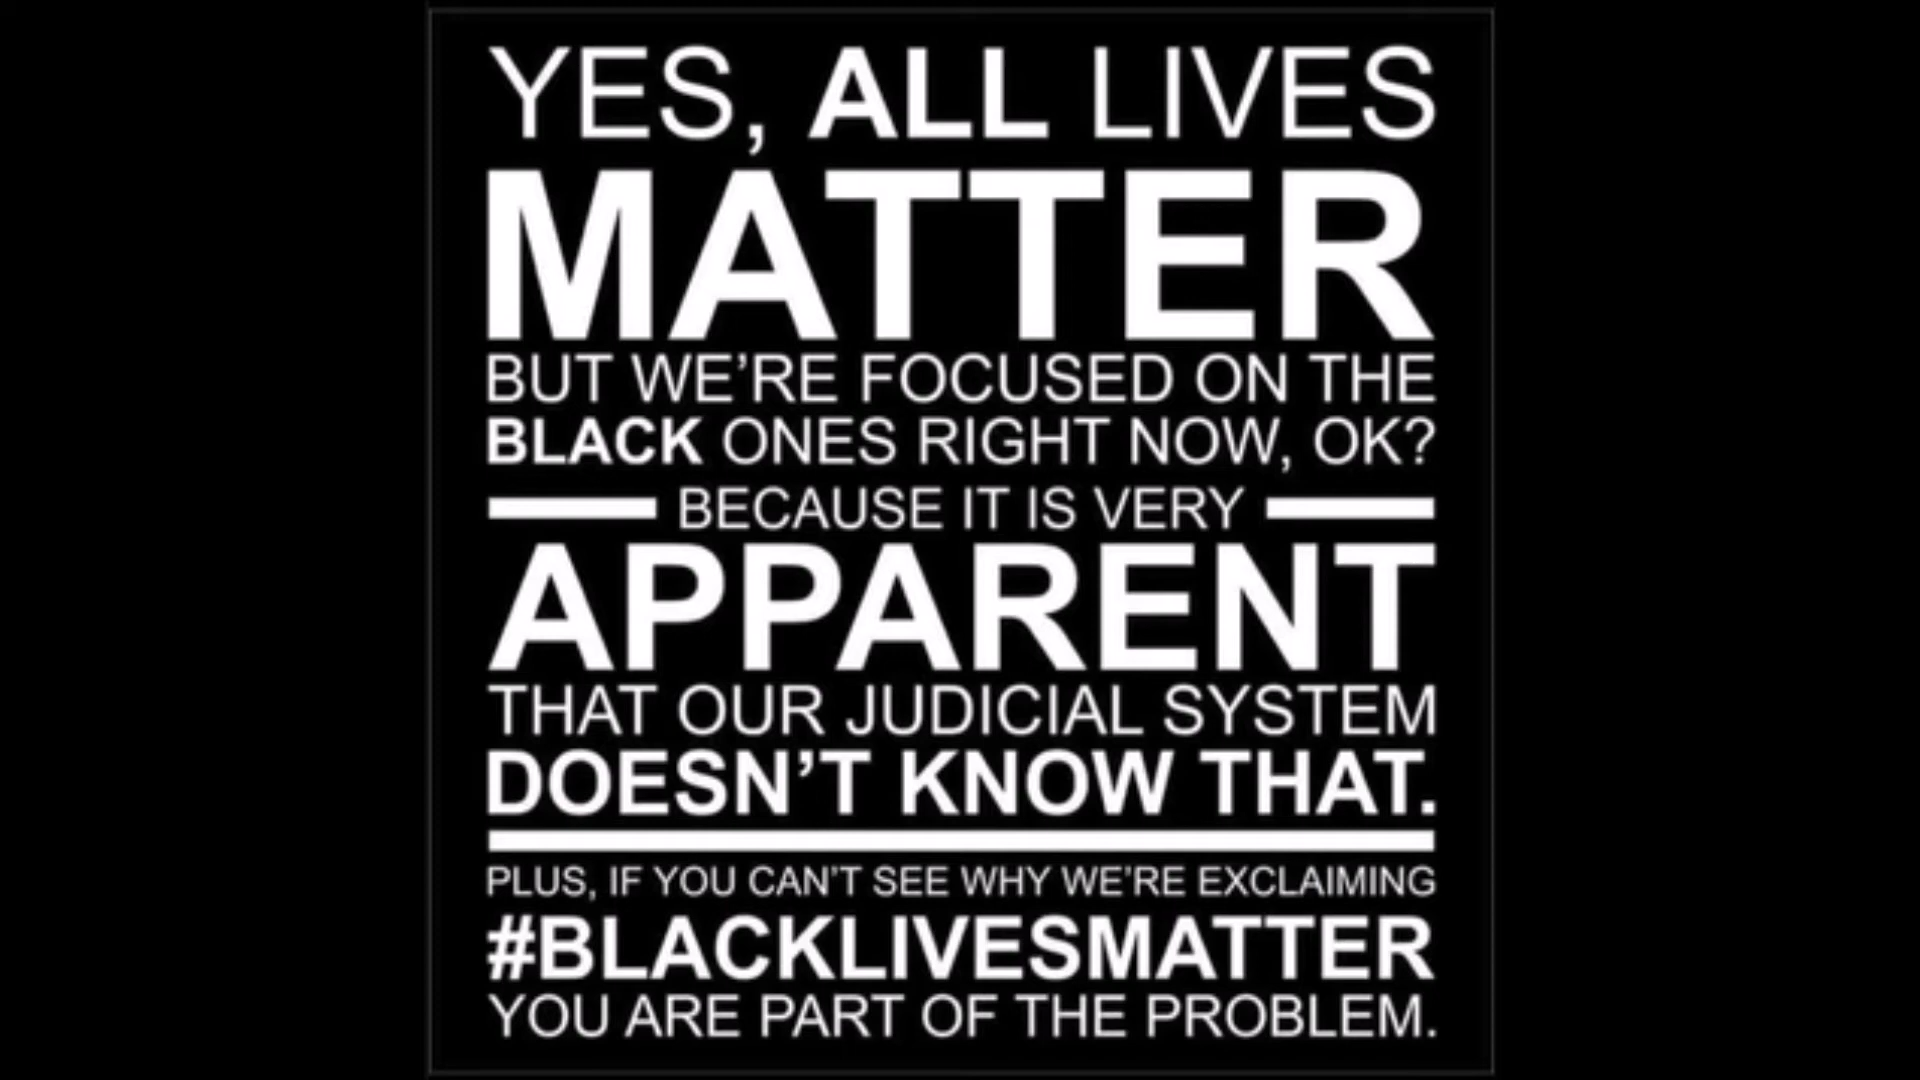 YES, ALL LIVES
MATTER
BUT WE'RE FOCUSED ON THE
BLACK ONES RIGHT NOW, OK?
BECAUSE IT IS VERY
APPARENT
THAT OUR JUDICIAL SYSTEM
DOESN'T KNOW THAT.
PLUS, IF YOU CAN'T SEE WHY WE'RE EXCLAIMING
#BLACKLIVESMATTER
YOU ARE PART OF THE PROBLEM.